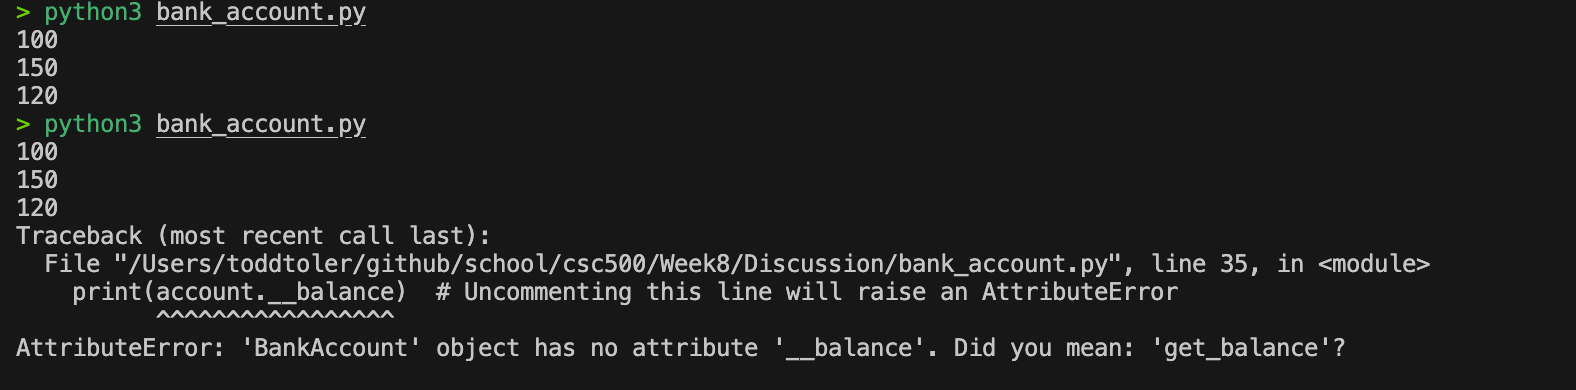 > python3 bank_account.py
100
150
120
> python3 bank_account.py
100
150
120
Traceback (most recent call last):
  File "/Users/toddtoler/github/school/csc500/Week8/Discussion/bank_account.py", line 35, in <module>
    print(account.__balance)  # Uncommenting this line will raise an AttributeError
          ^^^^^^^^^^^^^^^^^
AttributeError: 'BankAccount' object has no attribute '__balance'. Did you mean: 'get_balance'?